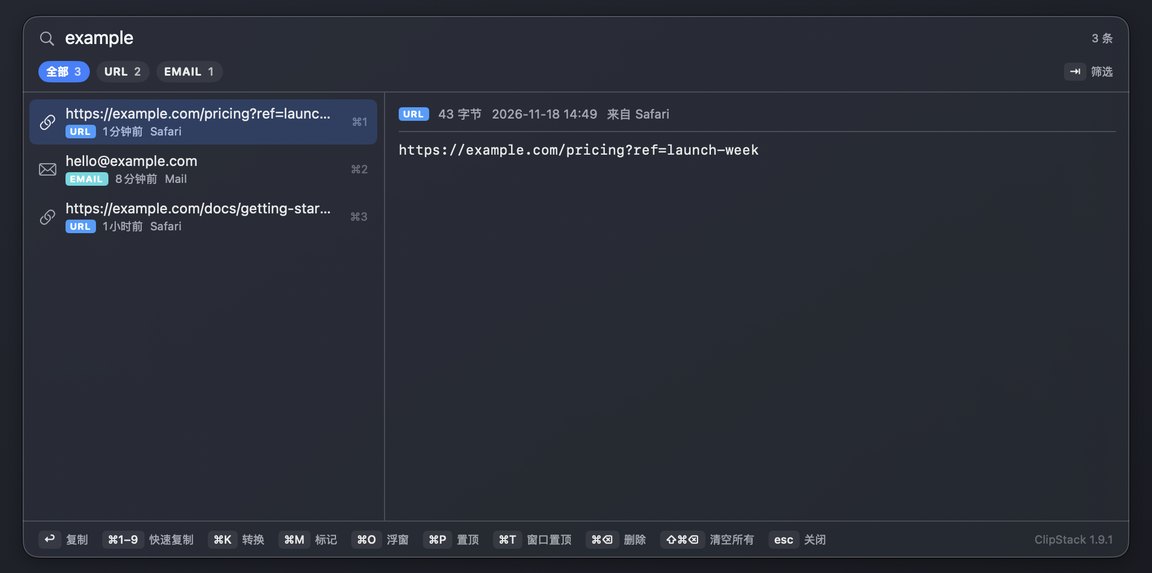 example
3 条
全部 3 URL 2 EMAIL 1
⇥ 筛选
https://example.com/pricing?ref=launc...
⌘1
URL 1分钟前 Safari
hello@example.com
⌘2
EMAIL 8分钟前 Mail
https://example.com/docs/getting-star...
⌘3
URL 1小时前 Safari
URL 43 字节 2026-11-18 14:49 来自 Safari
https://example.com/pricing?ref=launch-week
↩ 复制 ⌘1–9 快速复制 ⌘K 转换 ⌘M 标记 ⌘O 浮窗 ⌘P 置顶 ⌘T 窗口置顶 ⌘⌫ 删除 ⇧⌘⌫ 清空所有 esc 关闭
ClipStack 1.9.1